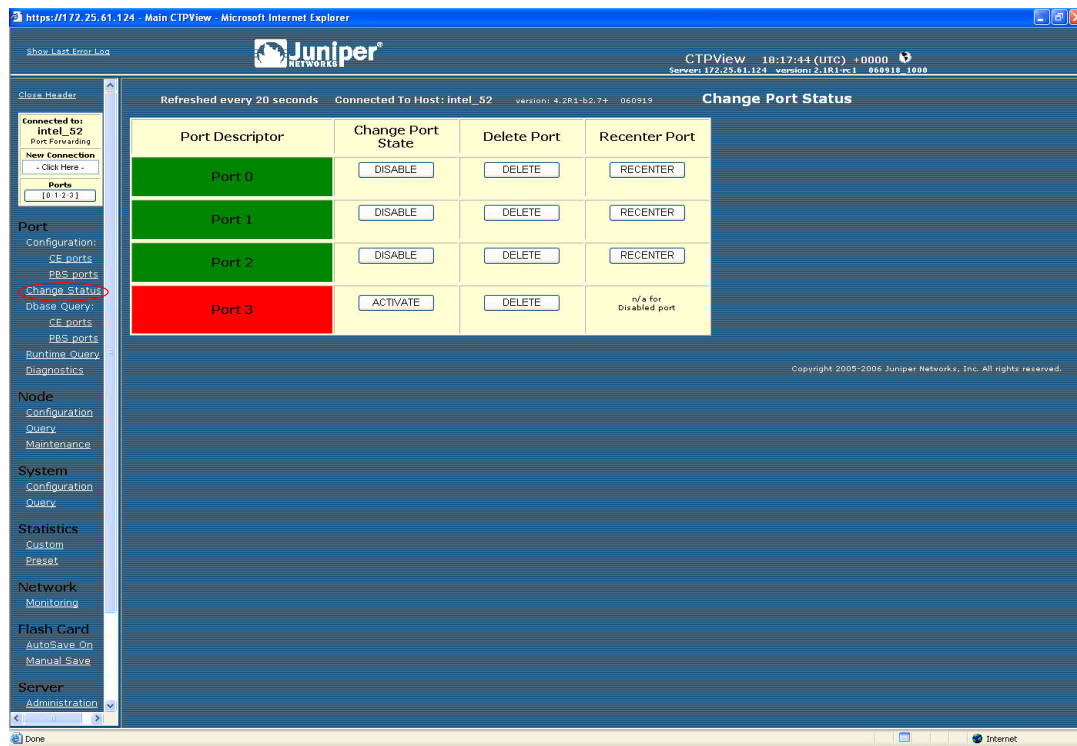 https://172.25.61.124 - Main CTPView - Microsoft Internet Explorer
Show Last Error Log
Juniper®
NETWORKS
CTPView 18:17:44 (UTC) +0000
Server: 172.25.61.124 version: 2.1R1-rc1 060918_1000
Close Header
Refreshed every 20 seconds Connected To Host: intel_52 version: 4.2R1-b2.7+ 060919 Change Port Status
Connected to:
intel_52
Port Forwarding
New Connection
- Click Here -
Ports
[0·1·2·3]
Port Descriptor Change Port State Delete Port Recenter Port
Port 0 DISABLE DELETE RECENTER
Port 1 DISABLE DELETE RECENTER
Port 2 DISABLE DELETE RECENTER
Port 3 ACTIVATE DELETE n/a for Disabled port
Port
Configuration:
CE ports
PBS ports
Change Status
Dbase Query:
CE ports
PBS ports
Runtime Query
Diagnostics
Node
Configuration
Query
Maintenance
System
Configuration
Query
Statistics
Custom
Preset
Network
Monitoring
Flash Card
AutoSave On
Manual Save
Server
Administration
Copyright 2005-2006 Juniper Networks, Inc. All rights reserved.
Done
Internet